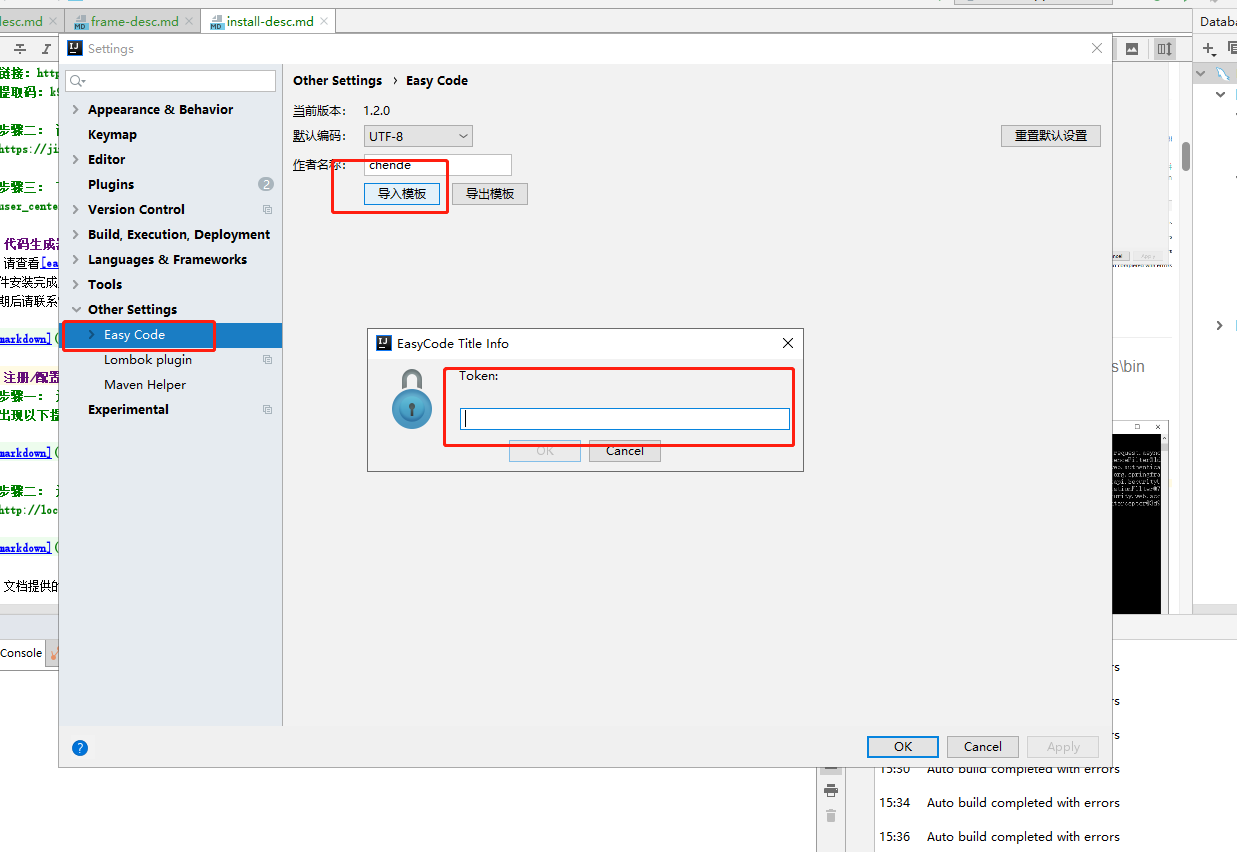 desc.md
frame-desc.md
install-desc.md
Settings
Databa
链接: http
提取码: k
步骤二:
https://ji
步骤三:
user_cente
代码生成器
请查看[ea
件安装完成
期后请联系
markdown](
注册/配置
步骤一:
出现以下提
markdown](
步骤二:
http://loc
markdown](
文档提供的
Console
Appearance & Behavior
Keymap
Editor
Plugins
2
Version Control
Build, Execution, Deployment
Languages & Frameworks
Tools
Other Settings
Easy Code
Lombok plugin
Maven Helper
Experimental
Other Settings › Easy Code
当前版本: 1.2.0
默认编码: UTF-8
重置默认设置
作者名称: chende
导入模板
导出模板
EasyCode Title Info
Token:
OK
Cancel
s\bin
?
OK
Cancel
Apply
rs
rs
rs
15:30 Auto build completed with errors
15:34 Auto build completed with errors
15:36 Auto build completed with errors